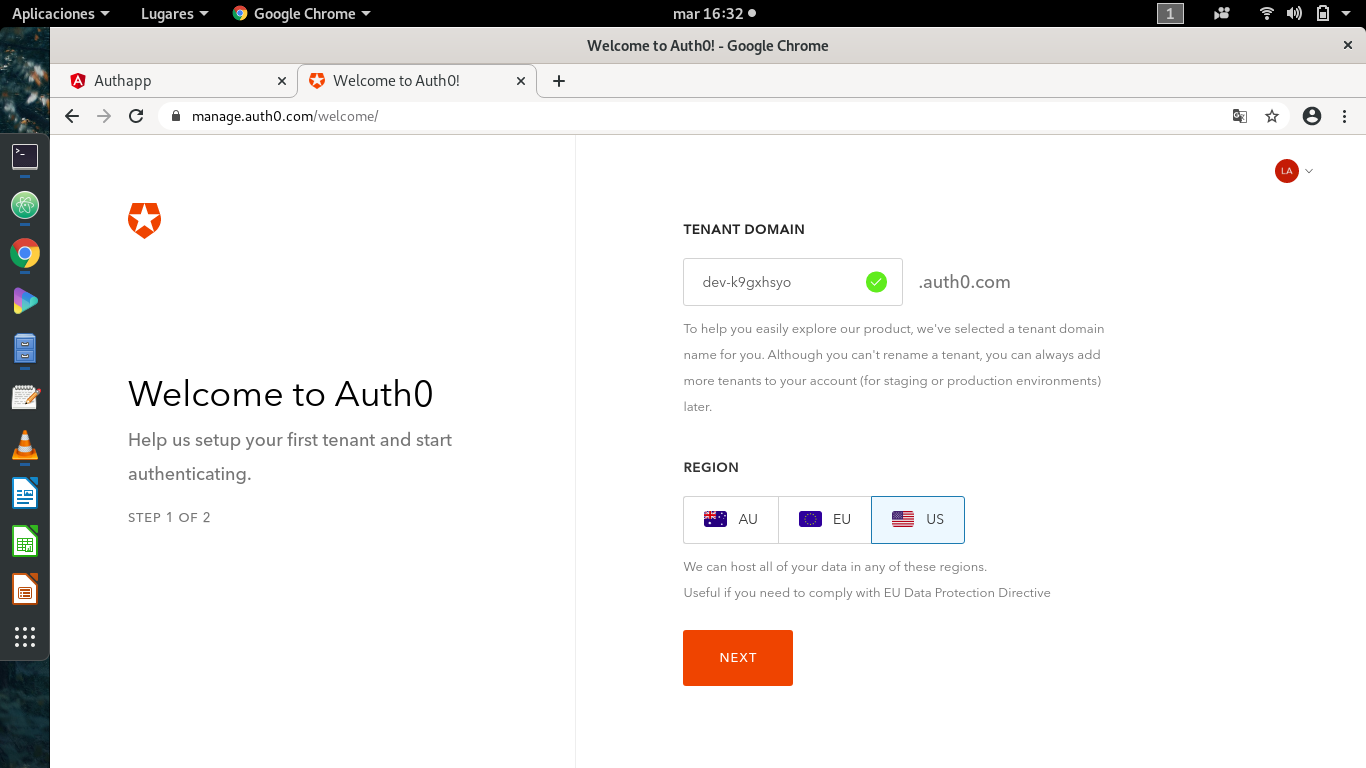 Aplicaciones
Lugares
Google Chrome
mar 16:32
1
Welcome to Auth0! - Google Chrome
Authapp
Welcome to Auth0!
manage.auth0.com/welcome/
LA
Welcome to Auth0
Help us setup your first tenant and start
authenticating.
STEP 1 OF 2
TENANT DOMAIN
dev-k9gxhsyo
.auth0.com
To help you easily explore our product, we've selected a tenant domain
name for you. Although you can't rename a tenant, you can always add
more tenants to your account (for staging or production environments)
later.
REGION
AU
EU
US
We can host all of your data in any of these regions.
Useful if you need to comply with EU Data Protection Directive
NEXT